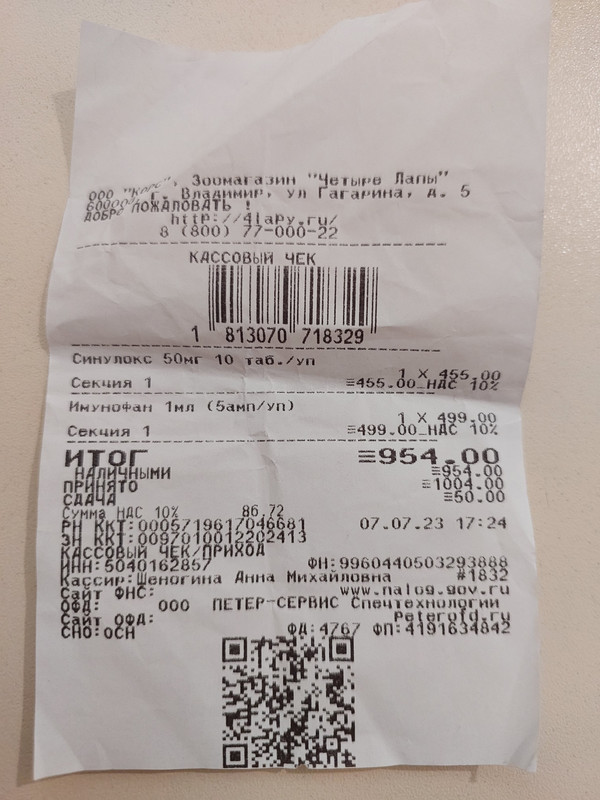 ООО "Корс", Зоомагазин "Четыре Лапы"
г. Владимир, ул Гагарина, д. 5
ДОБРО ПОЖАЛОВАТЬ !
http://4lapy.ru/
8 (800) 77-000-22
КАССОВЫЙ ЧЕК
1 813070 718329
Синулокс 50мг 10 таб./уп
1 X 455.00
Секция 1 ≡455.00_НДС 10%
Имунофан 1мл (5амп/уп)
1 X 499.00
Секция 1 ≡499.00_НДС 10%
ИТОГ ≡954.00
НАЛИЧНЫМИ ≡954.00
ПРИНЯТО ≡1004.00
СДАЧА ≡50.00
Сумма НДС 10% 86.72
РН ККТ:0005719617046681 07.07.23 17:24
ЗН ККТ:0097010012202413
КАССОВЫЙ ЧЕК/ПРИХОД
ИНН:5040162857 ФН:9960440503293888
Кассир:Шеногина Анна Михайловна #1832
Сайт ФНС: www.nalog.gov.ru
ОФД: ООО ПЕТЕР-СЕРВИС Спецтехнологии
Сайт ОФД: Peterofd.ru
СНО:ОСН ФД:4767 ФП:4191634842